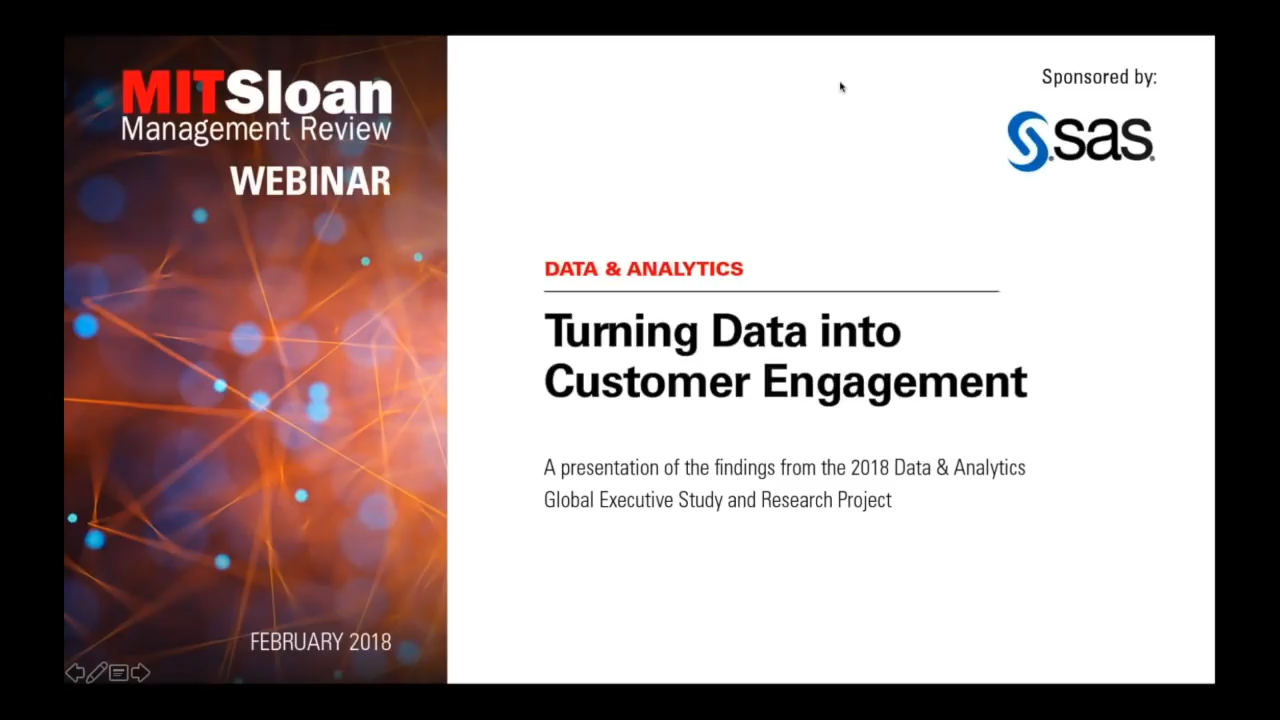 MITSloan
Management Review
WEBINAR
FEBRUARY 2018
Sponsored by:
sas.
DATA & ANALYTICS
Turning Data into
Customer Engagement
A presentation of the findings from the 2018 Data & Analytics
Global Executive Study and Research Project